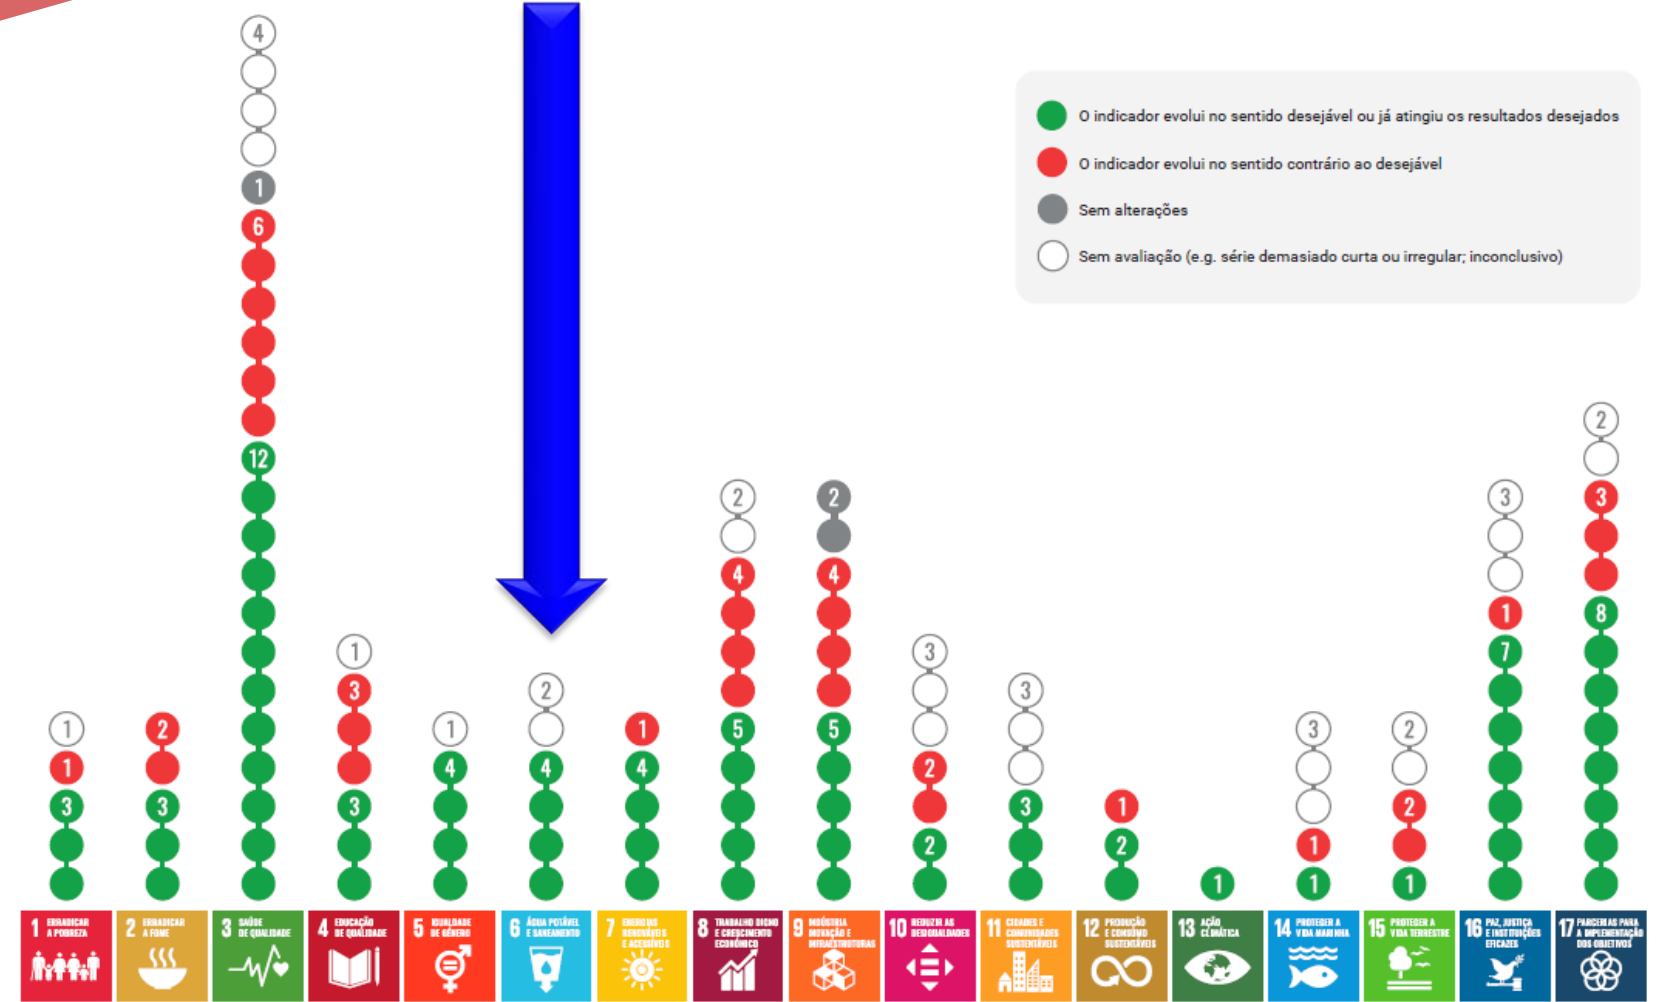 4
1
6
12
1
1
3
2
3
1
3
3
1
4
2
4
1
4
2
4
5
2
4
5
3
2
2
3
3
1
2
1
3
1
1
2
2
1
3
1
7
2
3
8
O indicador evolui no sentido desejável ou já atingiu os resultados desejados
O indicador evolui no sentido contrário ao desejável
Sem alterações
Sem avaliação (e.g. série demasiado curta ou irregular; inconclusivo)
1 ERRADICAR
A POBREZA
2 ERRADICAR
A FOME
3 SAÚDE
DE QUALIDADE
4 EDUCAÇÃO
DE QUALIDADE
5 IGUALDADE
DE GÉNERO
6 ÁGUA POTÁVEL
E SANEAMENTO
7 ENERGIAS
RENOVÁVEIS
E ACESSÍVEIS
8 TRABALHO DIGNO
E CRESCIMENTO
ECONÓMICO
9 INDÚSTRIA
INOVAÇÃO E
INFRAESTRUTURAS
10 REDUZIR AS
DESIGUALDADES
11 CIDADES E
COMUNIDADES
SUSTENTÁVEIS
12 PRODUÇÃO
E CONSUMO
SUSTENTÁVEIS
13 AÇÃO
CLIMÁTICA
14 PROTEGER A
VIDA MARINHA
15 PROTEGER A
VIDA TERRESTRE
16 PAZ, JUSTIÇA
E INSTITUIÇÕES
EFICAZES
17 PARCERIAS PARA
A IMPLEMENTAÇÃO
DOS OBJETIVOS